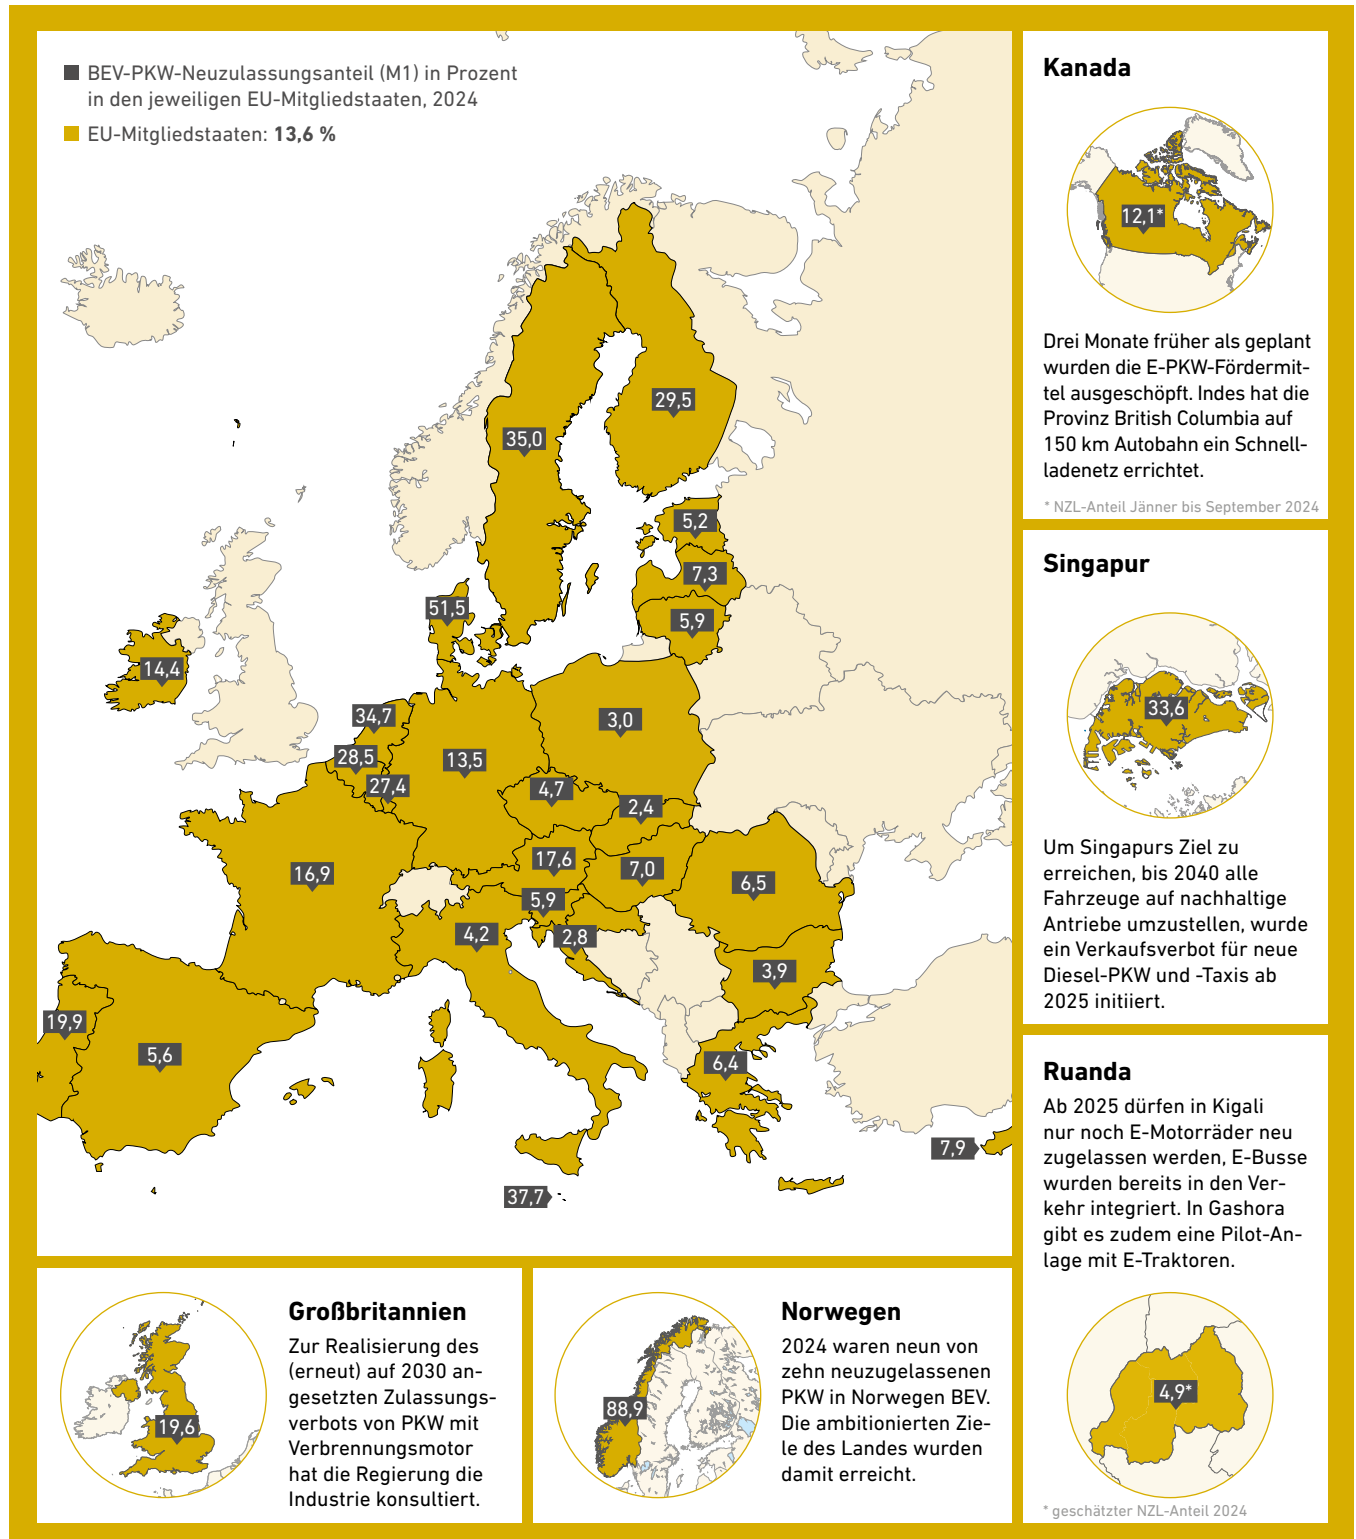 BEV-PKW-Neuzulassungsanteil (M1) in Prozent
in den jeweiligen EU-Mitgliedstaaten, 2024
EU-Mitgliedstaaten: 13,6 %
29,5
35,0
5,2
7,3
51,5
5,9
14,4
34,7
3,0
28,5
13,5
27,4
4,7
2,4
17,6
7,0
16,9
6,5
5,9
4,2
2,8
3,9
19,9
5,6
6,4
7,9
37,7
Kanada
12,1*
Drei Monate früher als geplant
wurden die E-PKW-Fördermit-
tel ausgeschöpft. Indes hat die
Provinz British Columbia auf
150 km Autobahn ein Schnell-
ladenetz errichtet.
* NZL-Anteil Jänner bis September 2024
Singapur
33,6
Um Singapurs Ziel zu
erreichen, bis 2040 alle
Fahrzeuge auf nachhaltige
Antriebe umzustellen, wurde
ein Verkaufsverbot für neue
Diesel-PKW und -Taxis ab
2025 initiiert.
Ruanda
Ab 2025 dürfen in Kigali
nur noch E-Motorräder neu
zugelassen werden, E-Busse
wurden bereits in den Ver-
kehr integriert. In Gashora
gibt es zudem eine Pilot-An-
lage mit E-Traktoren.
4,9*
* geschätzter NZL-Anteil 2024
Großbritannien
19,6
Zur Realisierung des
(erneut) auf 2030 an-
gesetzten Zulassungs-
verbots von PKW mit
Verbrennungsmotor
hat die Regierung die
Industrie konsultiert.
Norwegen
88,9
2024 waren neun von
zehn neuzugelassenen
PKW in Norwegen BEV.
Die ambitionierten Zie-
le des Landes wurden
damit erreicht.